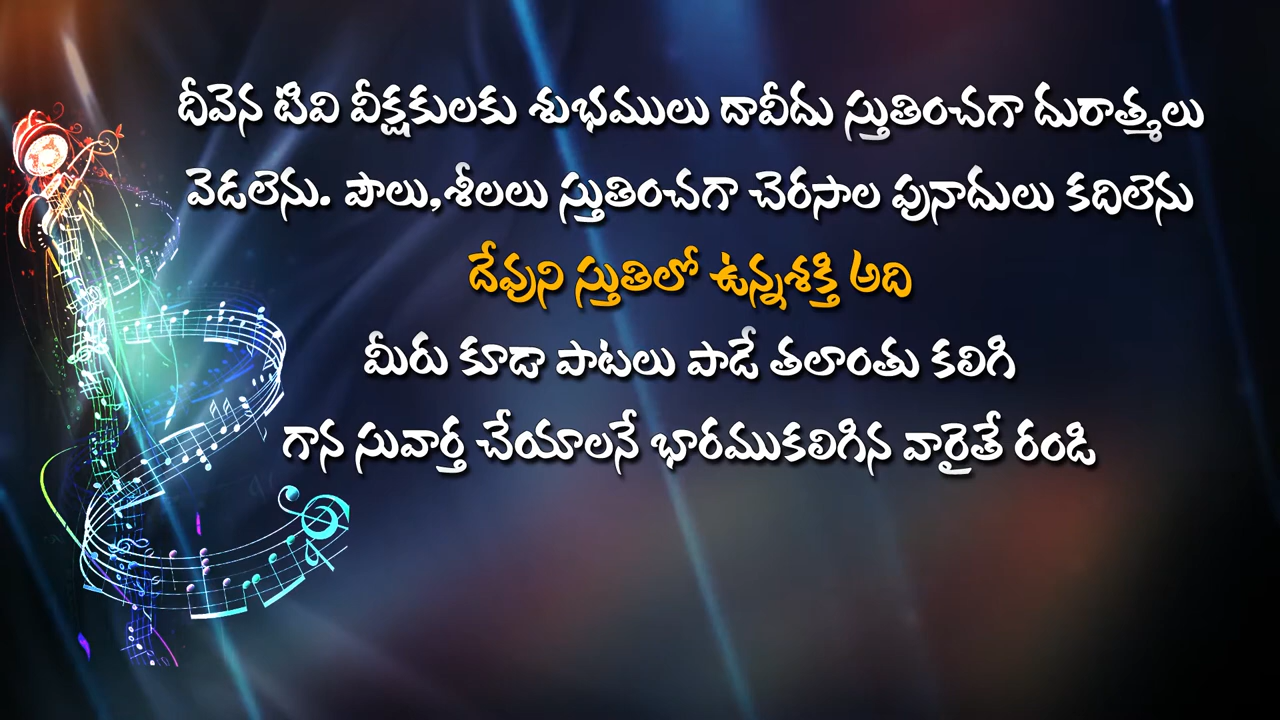 దీవెన టివి వీక్షకులకు శుభములు దావీదు స్తుతించగా దురాత్మలు
వెడలెను. పౌలు,శీలలు స్తుతించగా చెరసాల పునాదులు కదిలెను
దేవుని స్తుతిలో ఉన్నశక్తి అది
మీరు కూడా పాటలు పాడే తలాంతు కలిగి
గాన సువార్త చేయాలనే భారముకలిగిన వారైతే రండి